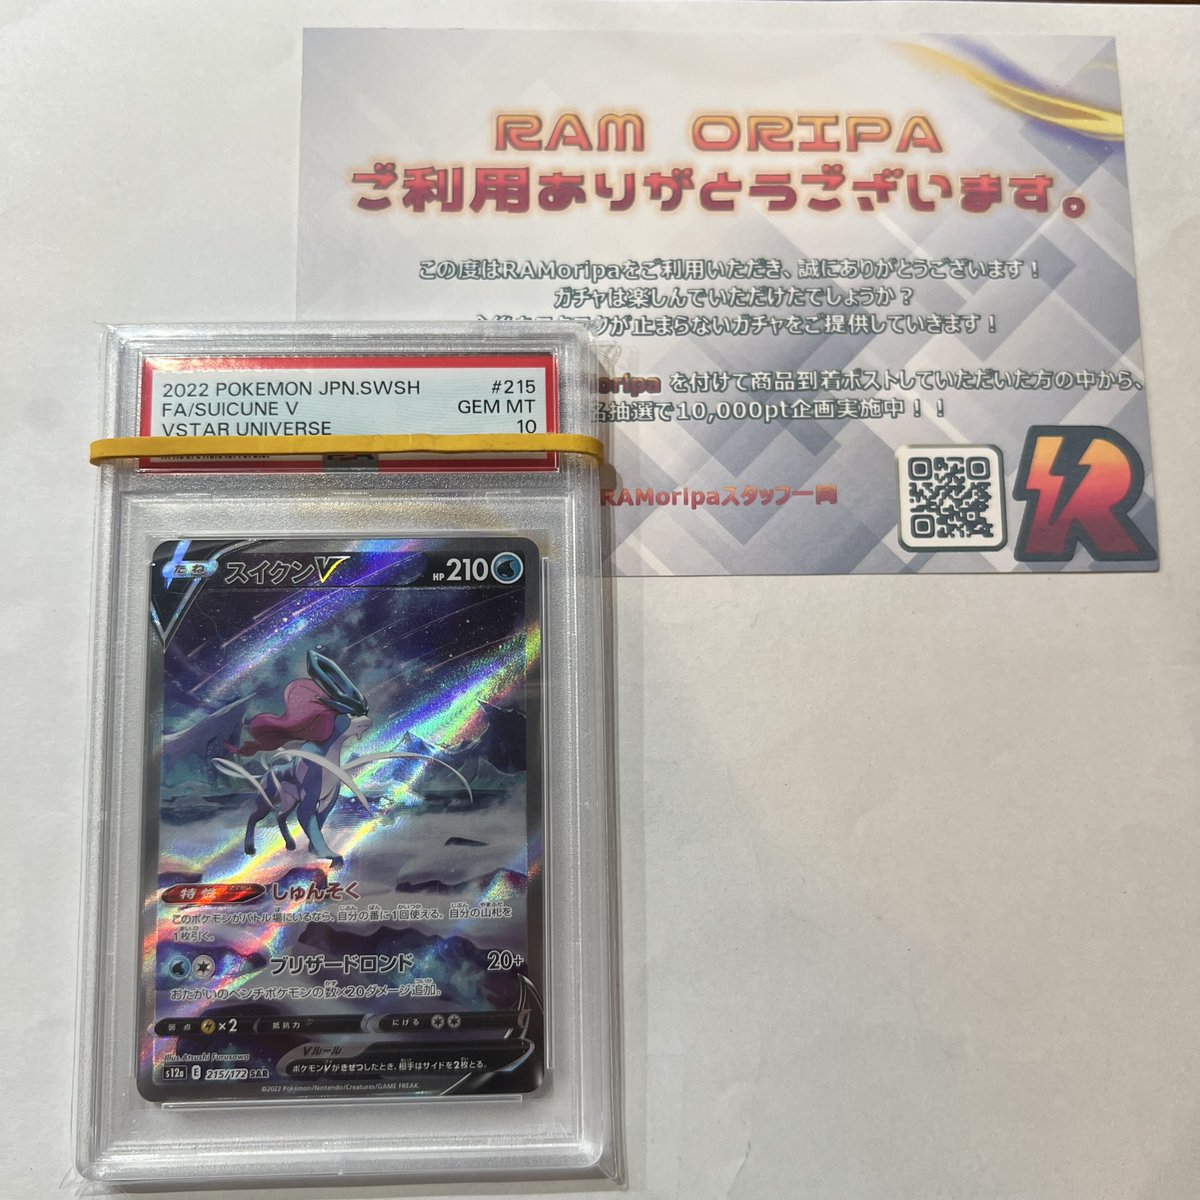 RAM ORIPA
ご利用ありがとうございます。
この度はRAMoripaをご利用いただき、誠にありがとうございます！
ガチャは楽しんでいただけたでしょうか？
が止まらないガチャをご提供していきます！
oripa を付けて商品到着ポストしていただいた方の中から、
名抽選で10,000pt企画実施中！！
RAMoripaスタッフ一同
R
2022 POKEMON JPN.SWSH #215
FA/SUICUNE V GEM MT
VSTAR UNIVERSE 10
たね スイクンV HP 210
特性 しゅんそく
このポケモンがバトル場にいるなら、自分の番に1回使える。自分の山札を
1枚引く。
ブリザードロンド 20+
おたがいのベンチポケモンの数×20ダメージ追加。
弱点 ×2 抵抗力 にげる
Vルール
ポケモンVがきぜつしたとき、相手はサイドを2枚とる。
Illus.Atsushi Furusawa
s12a E 215/172 SAR
©2022 Pokémon/Nintendo/Creatures/GAME FREAK.